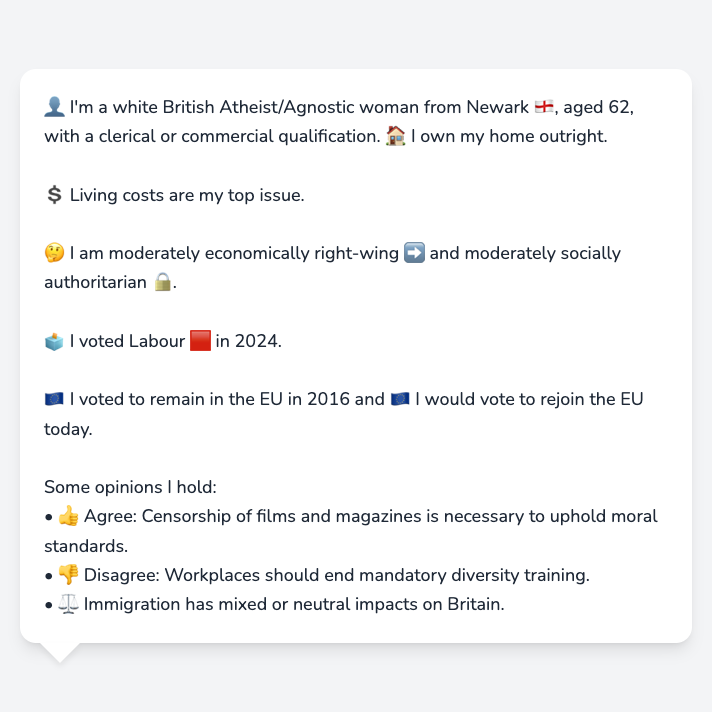 👤 I'm a white British Atheist/Agnostic woman from Newark 🏴󠁧󠁢󠁥󠁮󠁧󠁿, aged 62,
with a clerical or commercial qualification. 🏠 I own my home outright.
💲 Living costs are my top issue.
🤔 I am moderately economically right-wing ➡️ and moderately socially
authoritarian 🔒.
🗳️ I voted Labour 🟥 in 2024.
🇪🇺 I voted to remain in the EU in 2016 and 🇪🇺 I would vote to rejoin the EU
today.
Some opinions I hold:
• 👍 Agree: Censorship of films and magazines is necessary to uphold moral
standards.
• 👎 Disagree: Workplaces should end mandatory diversity training.
• ⚖️ Immigration has mixed or neutral impacts on Britain.